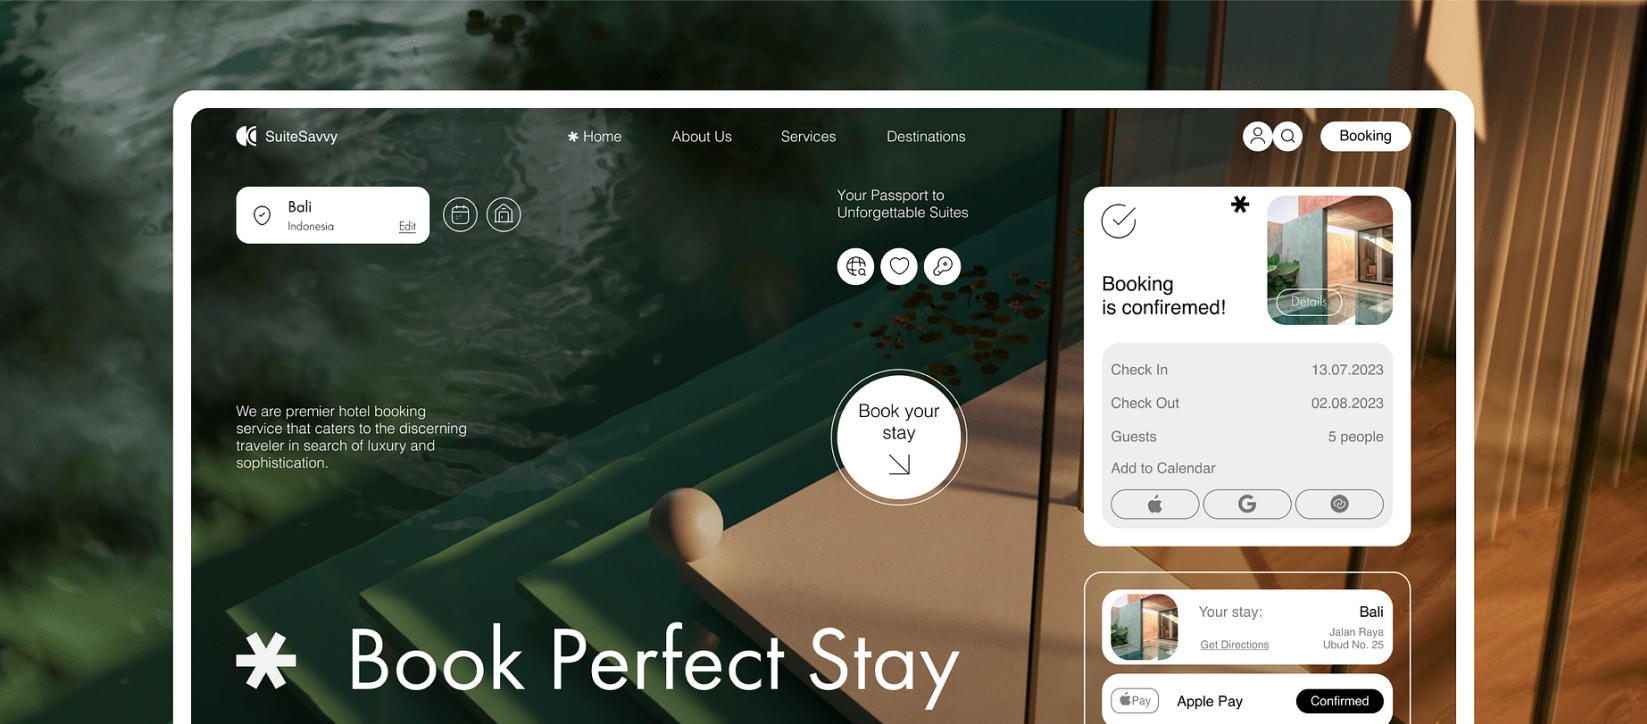 SuiteSavvy
Home
About Us
Services
Destinations
Booking
Bali
Indonesia
Edit
Your Passport to
Unforgettable Suites
We are premier hotel booking
service that caters to the discerning
traveler in search of luxury and
sophistication.
Book your
stay
Book Perfect Stay
Booking
is confiremed!
Details
Check In
13.07.2023
Check Out
02.08.2023
Guests
5 people
Add to Calendar
G
Your stay:
Bali
Get Directions
Jalan Raya
Ubud No. 25
Pay
Apple Pay
Confirmed